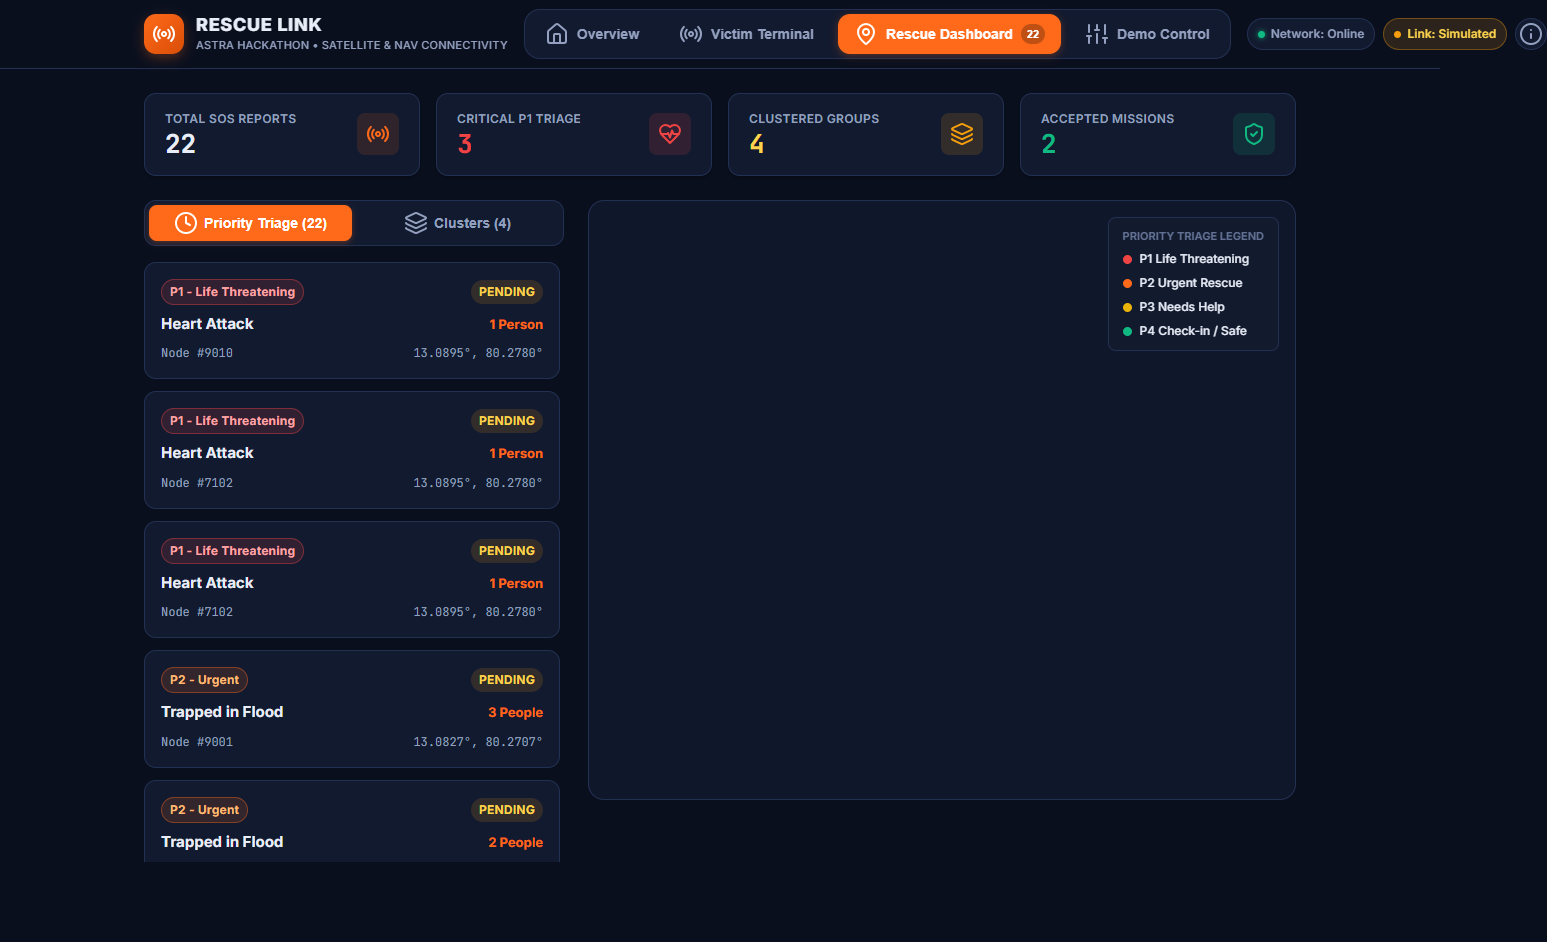 RESCUE LINK
ASTRA HACKATHON • SATELLITE & NAV CONNECTIVITY
Overview
Victim Terminal
Rescue Dashboard 22
Demo Control
Network: Online
Link: Simulated
TOTAL SOS REPORTS
22
CRITICAL P1 TRIAGE
3
CLUSTERED GROUPS
4
ACCEPTED MISSIONS
2
Priority Triage (22)
Clusters (4)
P1 - Life Threatening PENDING
Heart Attack 1 Person
Node #9010 13.0895°, 80.2780°
P1 - Life Threatening PENDING
Heart Attack 1 Person
Node #7102 13.0895°, 80.2780°
P1 - Life Threatening PENDING
Heart Attack 1 Person
Node #7102 13.0895°, 80.2780°
P2 - Urgent PENDING
Trapped in Flood 3 People
Node #9001 13.0827°, 80.2707°
P2 - Urgent PENDING
Trapped in Flood 2 People
PRIORITY TRIAGE LEGEND
P1 Life Threatening
P2 Urgent Rescue
P3 Needs Help
P4 Check-in / Safe